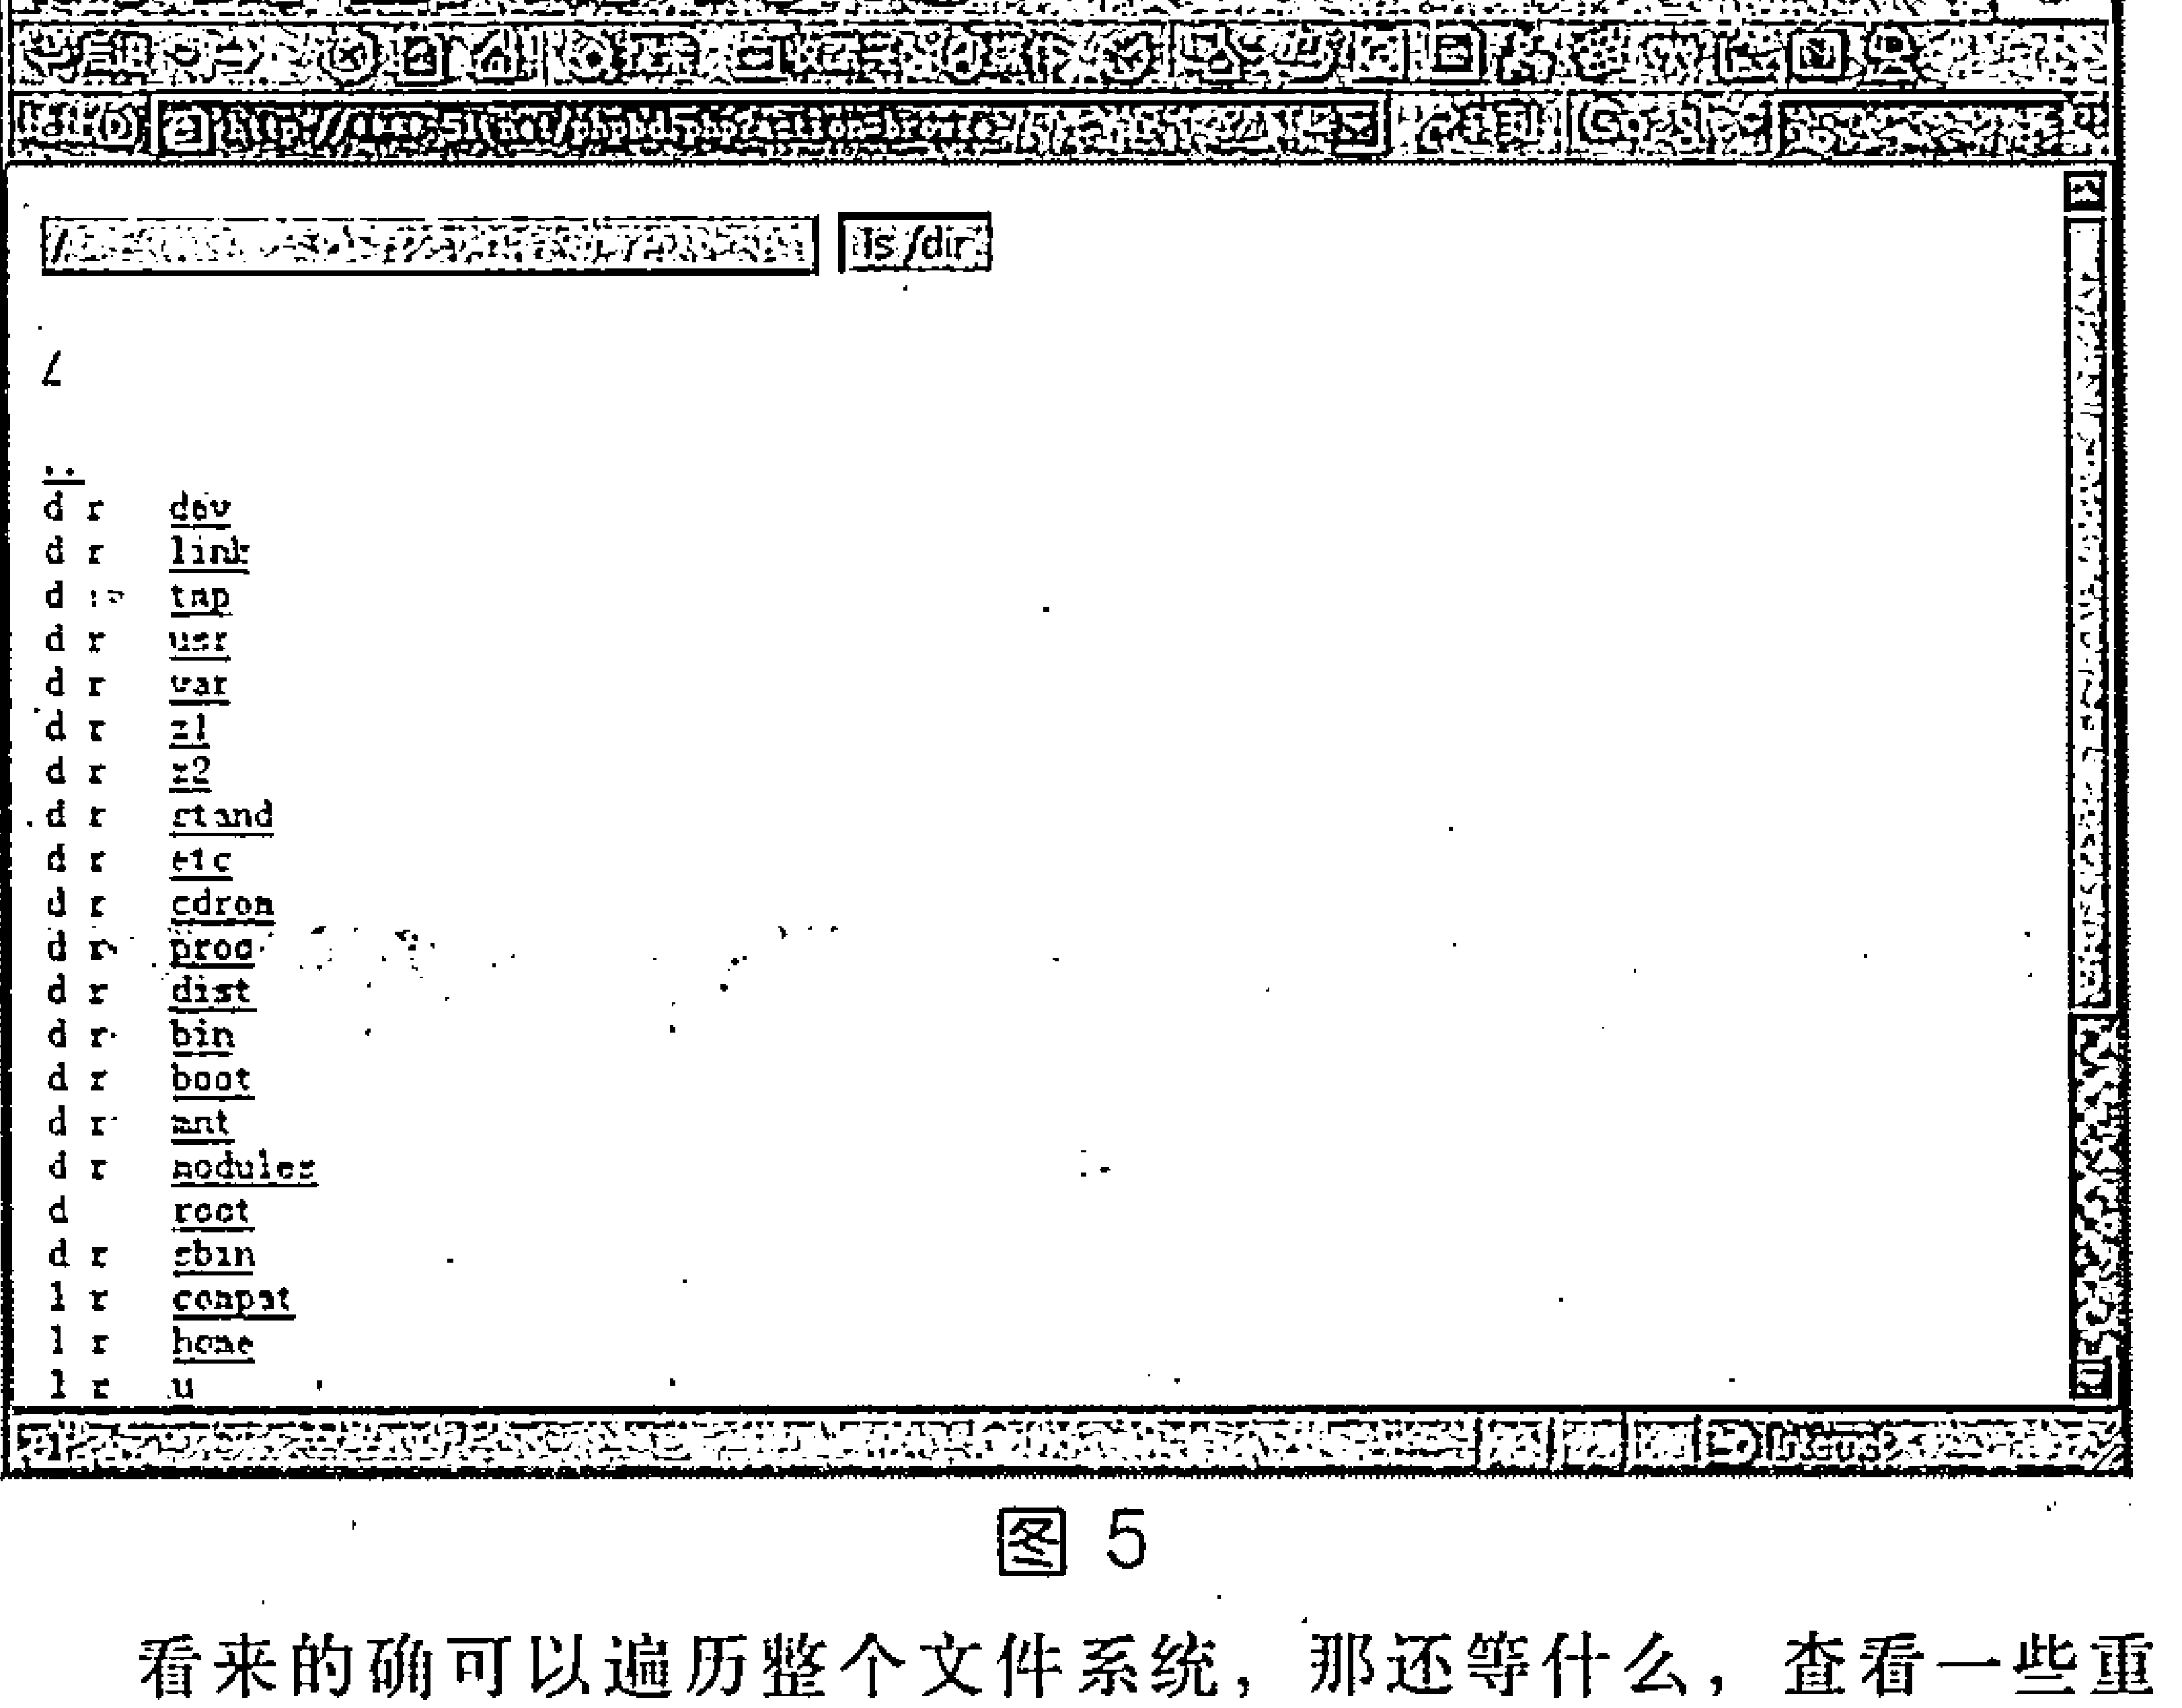 / ls /dir
/
..
d r dev
d r link
d tmp
d r usr
d r var
d r z1
d r z2
d r stand
d r etc
d r cdrom
d r proc
d r dist
d r bin
d r boot
d r mnt
d r modules
d root
d r sbin
l r compat
l r home
l r u
图 5
看来的确可以遍历整个文件系统，那还等什么，查看一些重